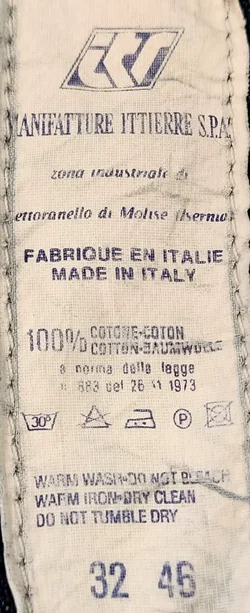 itr
MANIFATTURE ITTIERRE S.P.A.
zona industriale di
ettoranello di Molise (Isernia)
FABRIQUE EN ITALIE
MADE IN ITALY
100% COTONE-COTON
COTTON-BAUMWOLLE
a norma della legge
n. 883 del 26 11 1973
30° P
WARM WASH-DO NOT BLEACH
WARM IRON-DRY CLEAN
DO NOT TUMBLE DRY
32 46